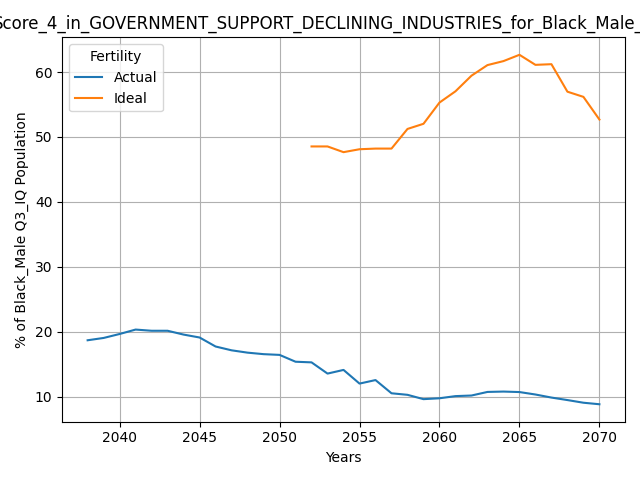 Score_4_in_GOVERNMENT_SUPPORT_DECLINING_INDUSTRIES_for_Black_Male_
Fertility
Actual
Ideal
% of Black_Male Q3_IQ Population
60
50
40
30
20
10
2040 2045 2050 2055 2060 2065 2070
Years